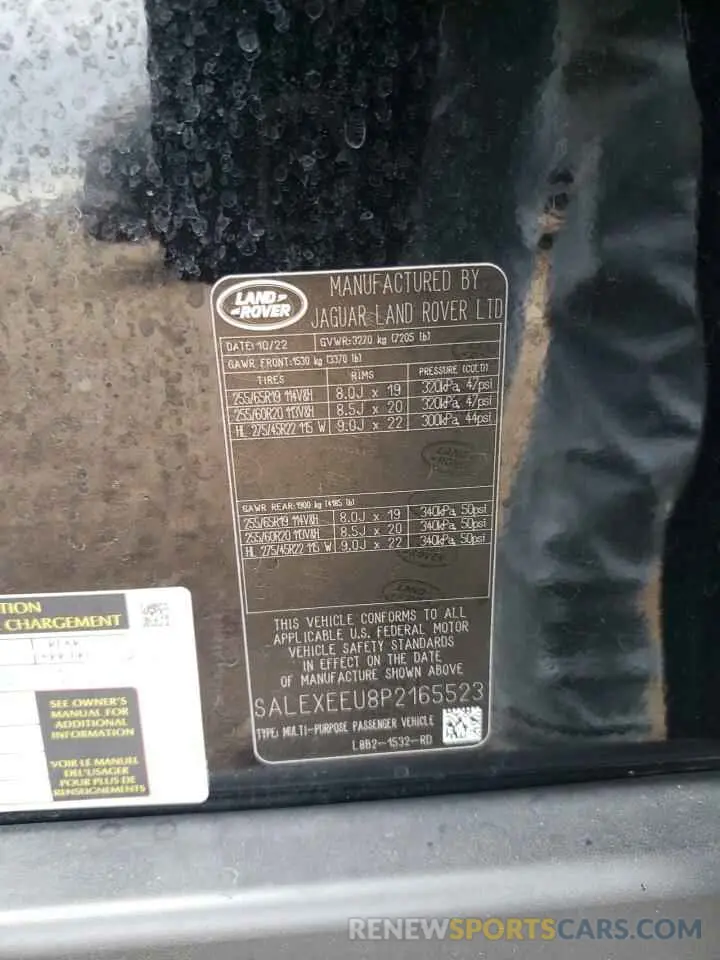 LAND ROVER
MANUFACTURED BY
JAGUAR LAND ROVER LTD
DATE: 10/22 GVWR: 3270 kg (7205 lb)
GAWR FRONT: 1530 kg (3370 lb)
TIRES RIMS PRESSURE (COLD)
255/65R19 114V&H 8.0J x 19 320kPa, 47psi
255/60R20 113V&H 8.5J x 20 320kPa, 47psi
HL 275/45R22 115 W 9.0J x 22 300kPa, 44psi
GAWR REAR: 1900 kg (4185 lb)
255/65R19 114V&H 8.0J x 19 340kPa, 50psi
255/60R20 113V&H 8.5J x 20 340kPa, 50psi
HL 275/45R22 115 W 9.0J x 22 340kPa, 50psi
THIS VEHICLE CONFORMS TO ALL
APPLICABLE U.S. FEDERAL MOTOR
VEHICLE SAFETY STANDARDS
IN EFFECT ON THE DATE
OF MANUFACTURE SHOWN ABOVE
SALEXEEU8P2165523
TYPE: MULTI-PURPOSE PASSENGER VEHICLE
L8B2-1532-RD
CHARGEMENT
REAR
SEE OWNER'S
MANUAL FOR
ADDITIONAL
INFORMATION
VOIR LE MANUEL
DE L'USAGER
POUR PLUS DE
RENSEIGNEMENTS
RENEWSPORTSCARS.COM